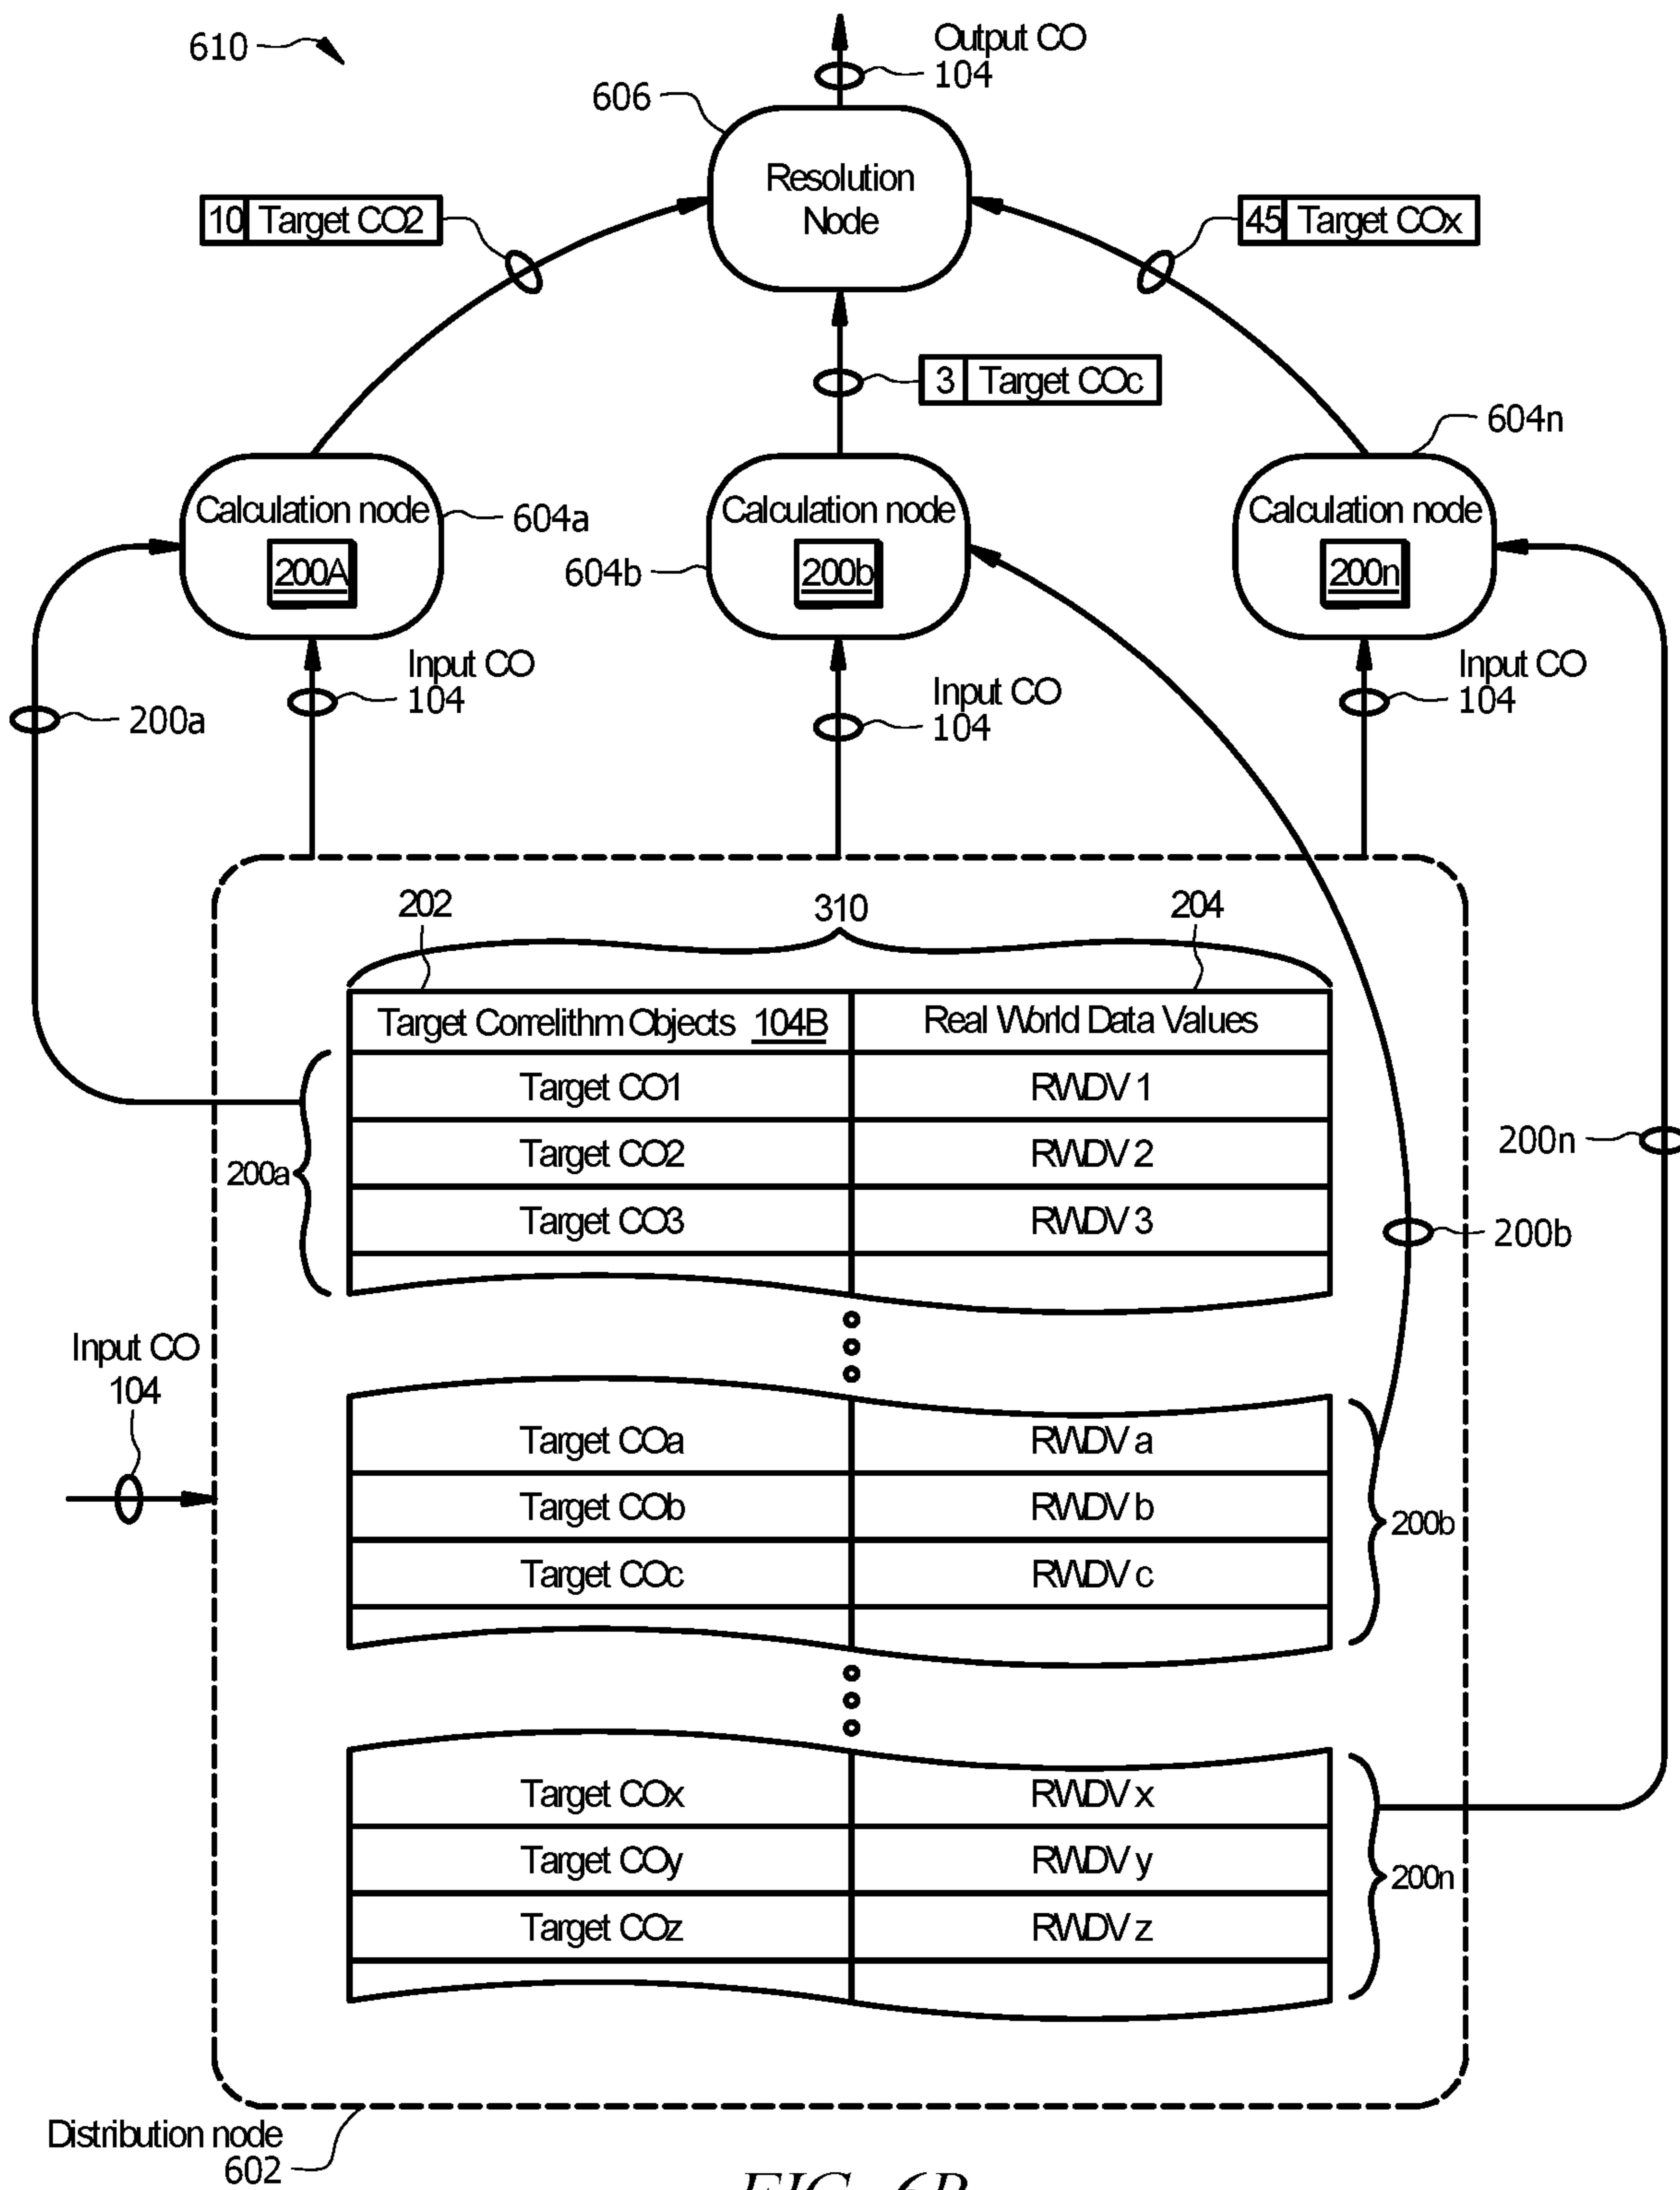 610
Output CO
104
606
Resolution
Node
10 Target CO2
45 Target COx
3 Target COc
604n
Calculation node
200A
604a
Calculation node
200b
604b
Calculation node
200n
Input CO
104
Input CO
104
Input CO
104
200a
202
310
204
Target Correlithm Objects 104B Real World Data Values
Target CO1 RWDV 1
Target CO2 RWDV 2
Target CO3 RWDV 3
200a
200n
200b
Input CO
104
Target COa RWDV a
Target COb RWDV b
Target COc RWDV c
200b
Target COx RWDV x
Target COy RWDV y
Target COz RWDV z
200n
Distribution node
602
FIG. 6B